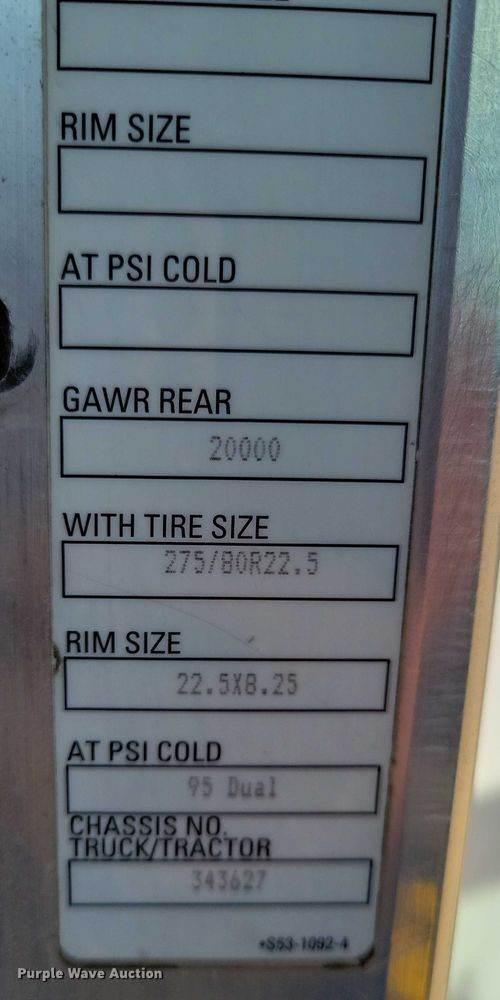 RIM SIZE
AT PSI COLD
GAWR REAR
20000
WITH TIRE SIZE
275/80R22.5
RIM SIZE
22.5X8.25
AT PSI COLD
95 Dual
CHASSIS NO.
TRUCK/TRACTOR
343627
•S53-1092-4
Purple Wave Auction